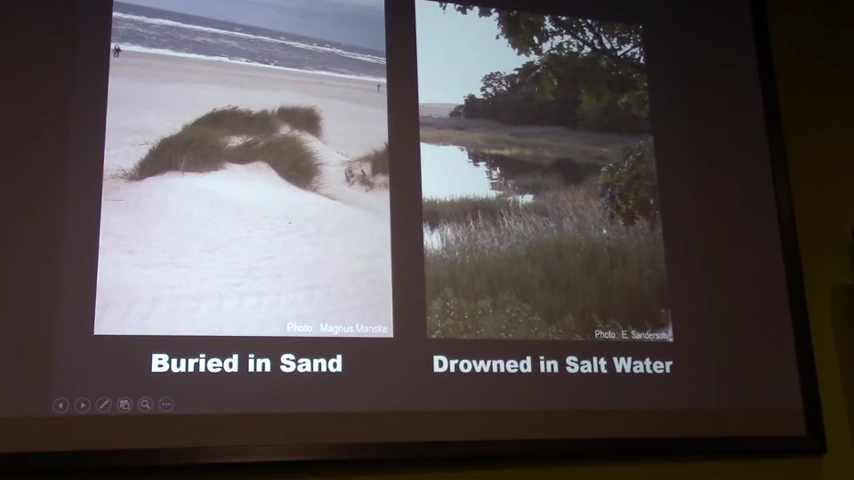 Photo: Magnus Manske
Photo: E. Sanderson
Buried in Sand
Drowned in Salt Water